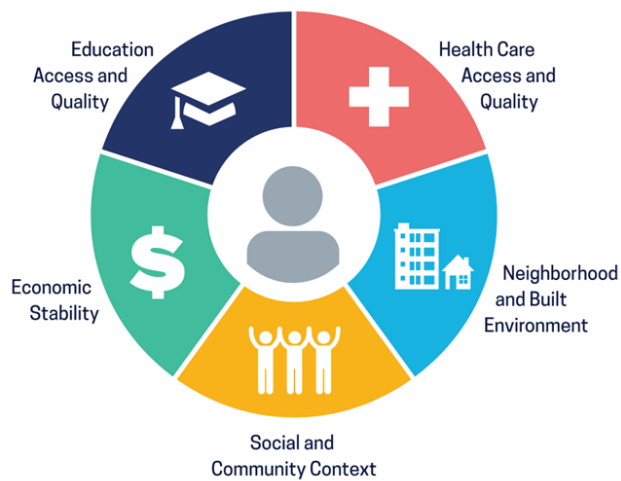 Education
Access and
Quality
Health Care
Access and
Quality
$
Economic
Stability
Neighborhood
and Built
Environment
Social and
Community Context